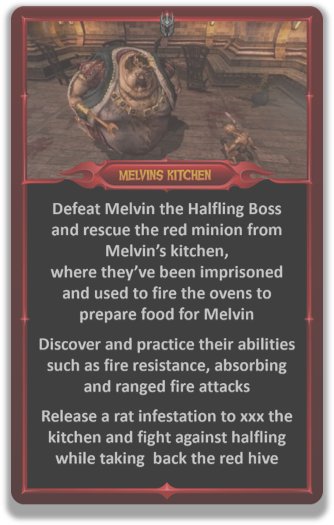 MELVINS KITCHEN
Defeat Melvin the Halfling Boss
and rescue the red minion from
Melvin's kitchen,
where they've been imprisoned
and used to fire the ovens to
prepare food for Melvin
Discover and practice their abilities
such as fire resistance, absorbing
and ranged fire attacks
Release a rat infestation to xxx the
kitchen and fight against halfling
while taking  back the red hive